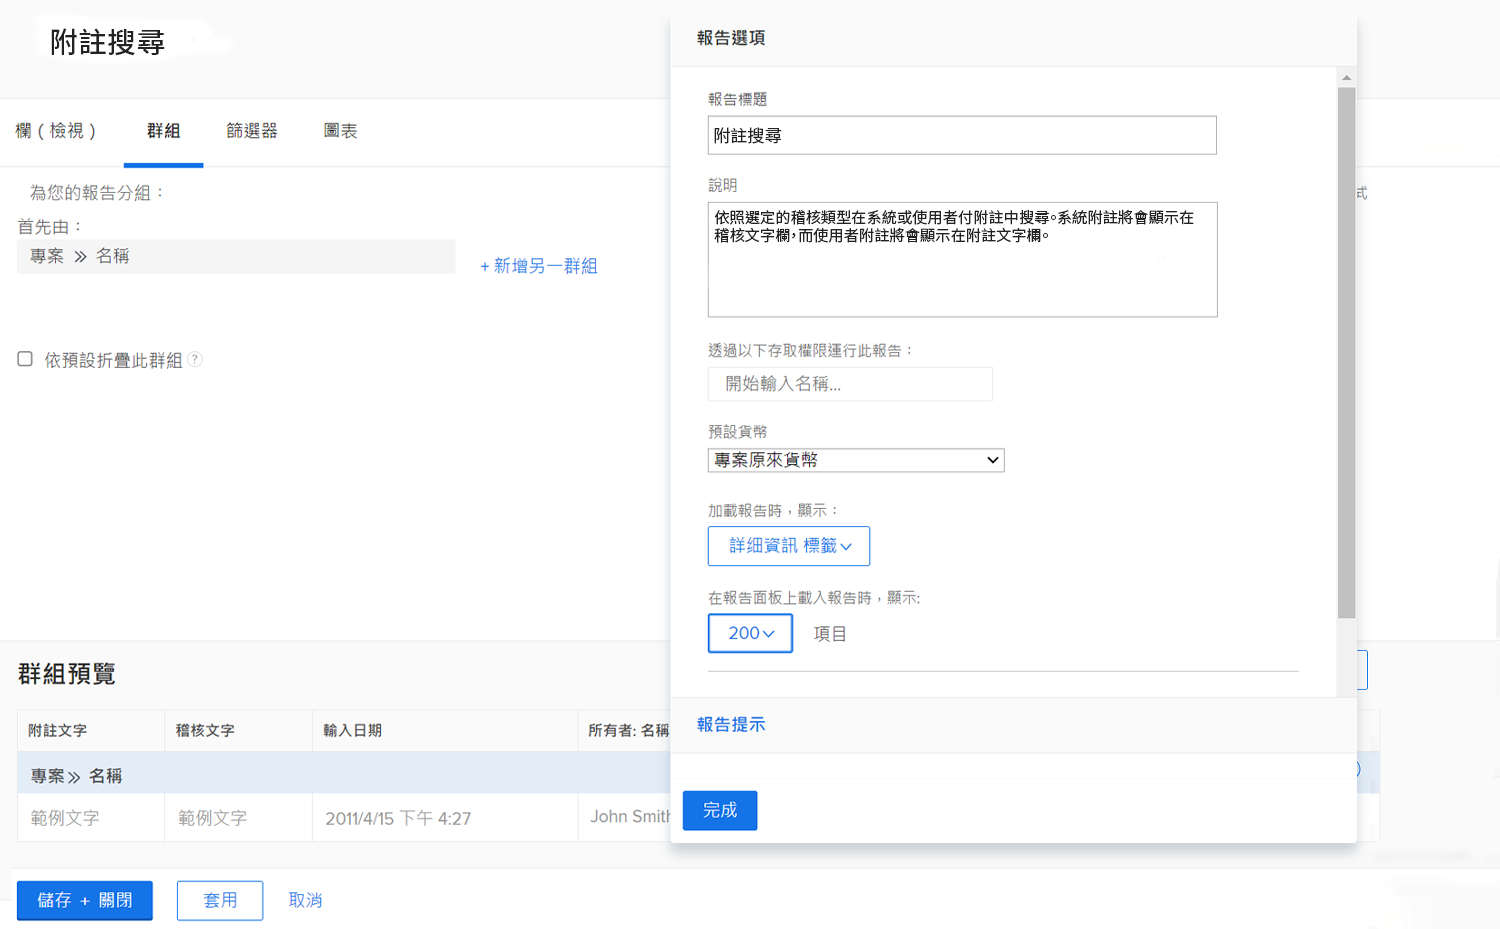 附註搜尋
欄 ( 檢視 )
群組
篩選器
圖表
為您的報告分組：
首先由：
專案 >> 名稱
+ 新增另一群組
依預設折疊此群組 ?
報告選項
報告標題
附註搜尋
說明
依照選定的稽核類型在系統或使用者付附註中搜尋。系統附註將會顯示在
稽核文字欄，而使用者附註將會顯示在附註文字欄。
透過以下存取權限運行此報告：
開始輸入名稱...
預設貨幣
專案原來貨幣
加載報告時，顯示：
詳細資訊 標籤
在報告面板上載入報告時，顯示:
200
項目
報告提示
完成
式
群組預覽
附註文字 稽核文字 輸入日期 所有者: 名稱
專案 >> 名稱
範例文字 範例文字 2011/4/15 下午 4:27 John Smith
儲存 + 關閉
套用
取消